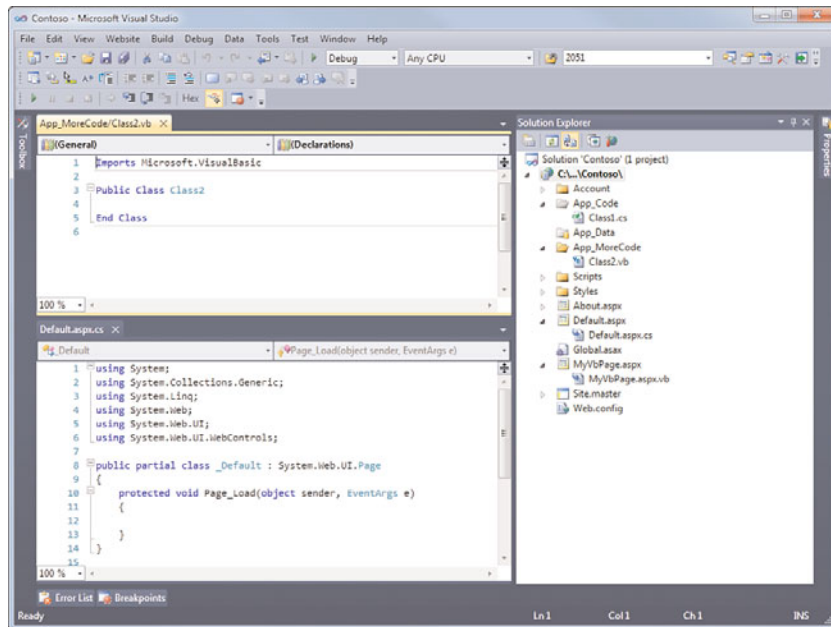 Contoso - Microsoft Visual Studio
File Edit View Website Build Debug Data Tools Test Window Help
Debug Any CPU 2051
Hex
Toolbox
App_MoreCode/Class2.vb
(General) (Declarations)
1 Imports Microsoft.VisualBasic
2
3 Public Class Class2
4
5 End Class
6
100 %
Default.aspx.cs
_Default Page_Load(object sender, EventArgs e)
1 using System;
2 using System.Collections.Generic;
3 using System.Linq;
4 using System.Web;
5 using System.Web.UI;
6 using System.Web.UI.WebControls;
7
8 public partial class _Default : System.Web.UI.Page
9 {
10 protected void Page_Load(object sender, EventArgs e)
11 {
12
13 }
14 }
15
100 %
Solution Explorer
Solution 'Contoso' (1 project)
C:\...\Contoso\
Account
App_Code
Class1.cs
App_Data
App_MoreCode
Class2.vb
Scripts
Styles
About.aspx
Default.aspx
Default.aspx.cs
Global.asax
MyVbPage.aspx
MyVbPage.aspx.vb
Site.master
Web.config
Properties
Error List Breakpoints
Ready Ln 1 Col 1 Ch 1 INS